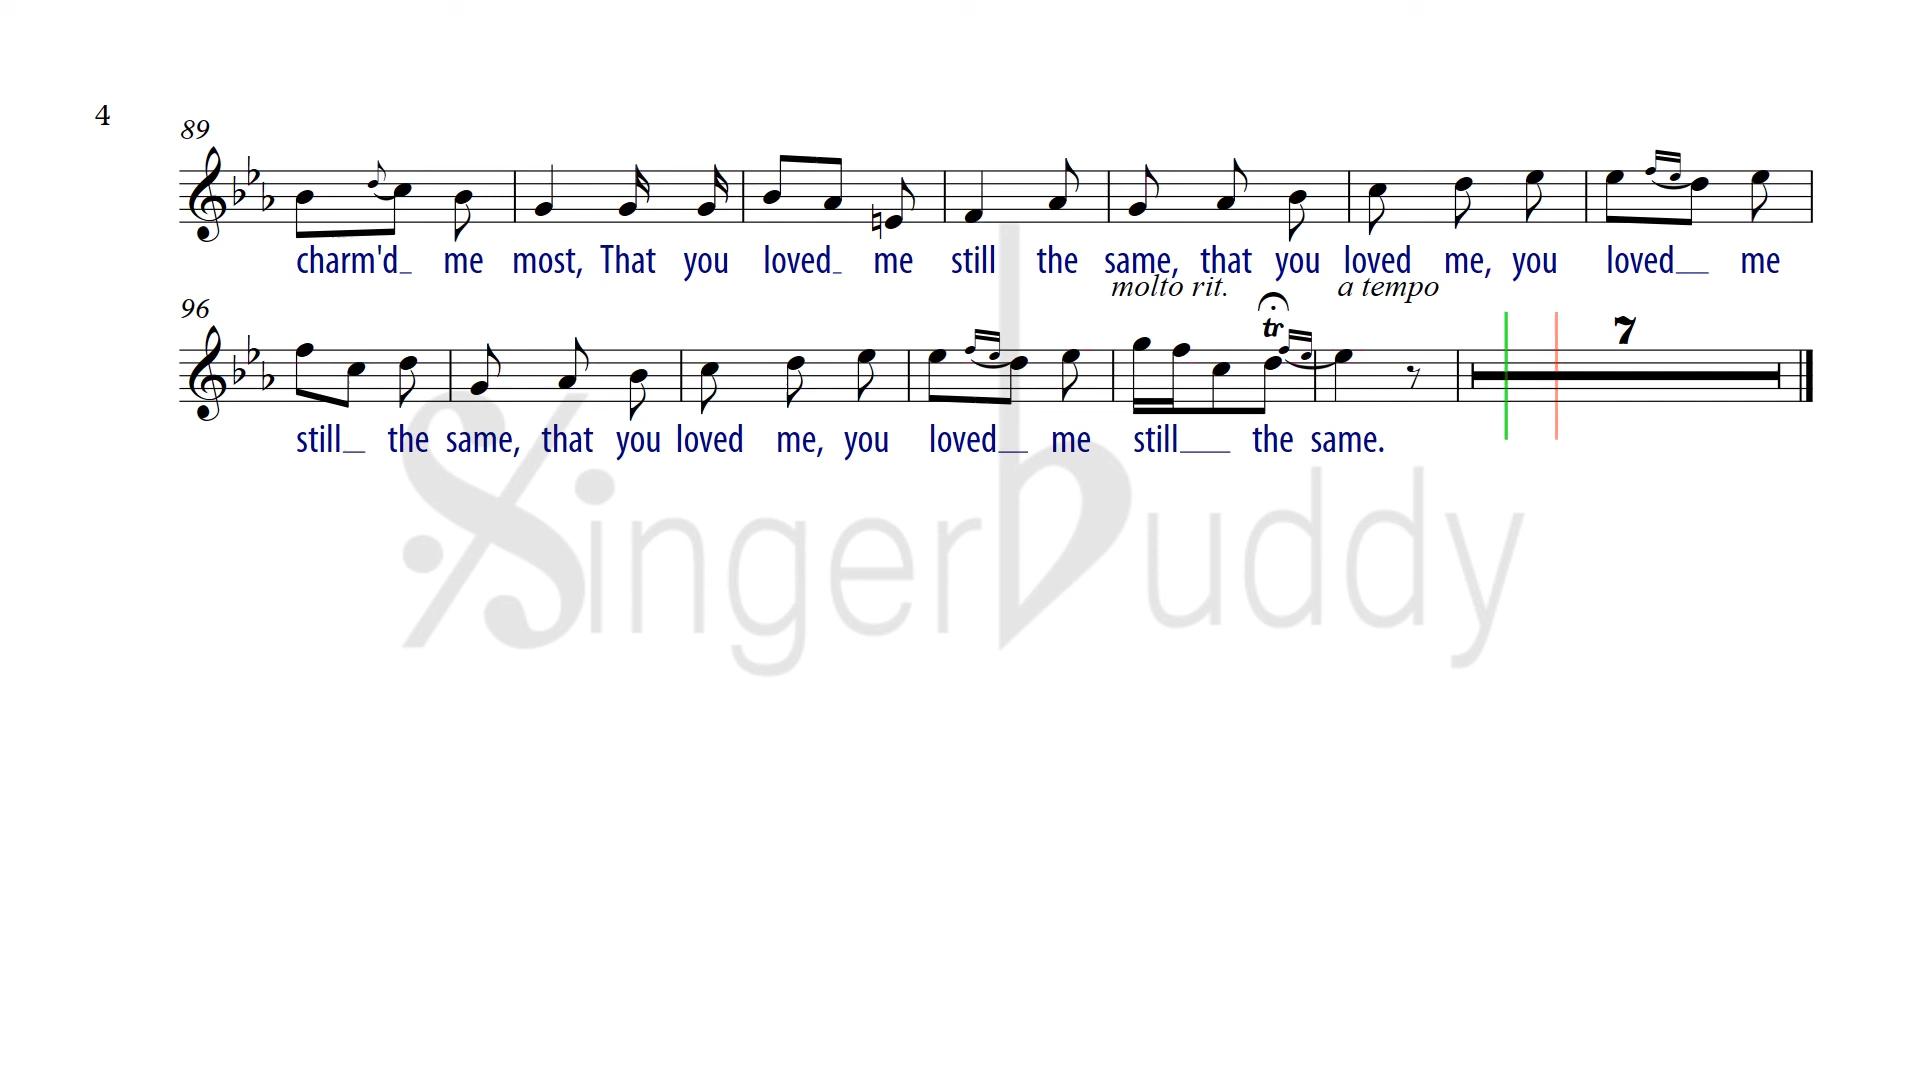 4
89
charm'd_ me most, That you loved_ me still the same, that you loved me, you loved__ me
molto rit. a tempo
96
tr 7
still__ the same, that you loved me, you loved__ me still___ the same.
Singerbuddy